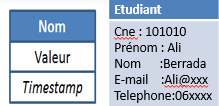 Nom
Valeur
Timestamp
Etudiant
Cne : 101010
Prénom : Ali
Nom :Berrada
E-mail :Ali@xxx
Telephone:06xxxx